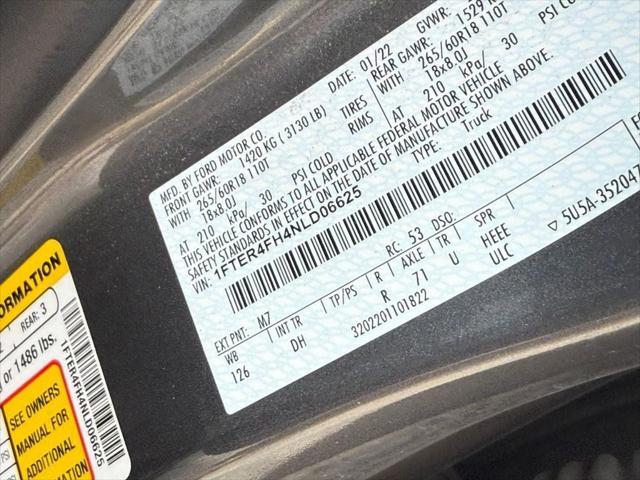 MFD. BY FORD MOTOR CO.
DATE: 01/22
GVWR:
FRONT GAWR: 1420 KG ( 3130 LB)
REAR GAWR: 1529 K
WITH 265/60R18 110T TIRES
WITH 265/60R18 110T
18x8.0J RIMS
18x8.0J
AT 210 kPa/ 30 PSI COLD
AT 210 kPa/ 30 PSI CO
THIS VEHICLE CONFORMS TO ALL APPLICABLE FEDERAL MOTOR VEHICLE
SAFETY STANDARDS IN EFFECT ON THE DATE OF MANUFACTURE SHOWN ABOVE.
VIN: 1FTER4FH4NLD06625
TYPE: Truck
EXT PNT: M7
RC: 53 DSO:
WB INT TR TP/PS R AXLE TR SPR
126 DH R 71 U HEEE
ULC
3202201101822
5U5A-35204
ORMATION
REAR: 3
or 1486 lbs.
SEE OWNERS
MANUAL FOR
ADDITIONAL
1FTER4FH4NLD06625